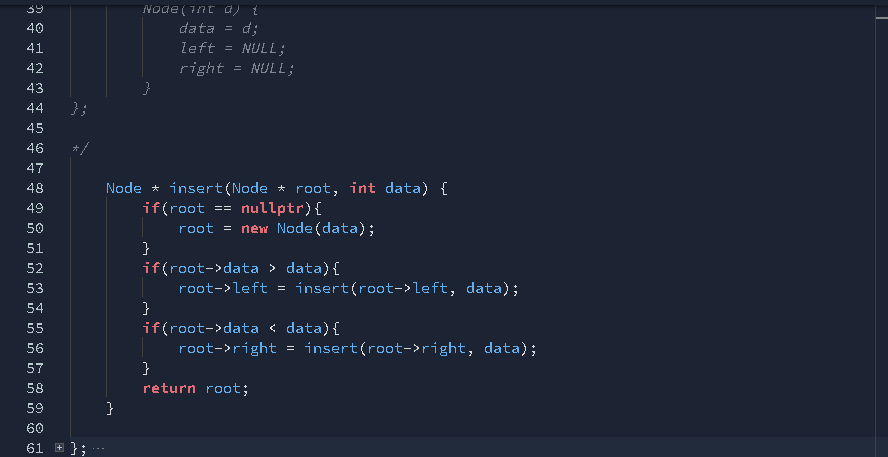 39 Node(int d) {
40 data = d;
41 left = NULL;
42 right = NULL;
43 }
44 };
45
46 */
47
48 Node * insert(Node * root, int data) {
49 if(root == nullptr){
50 root = new Node(data);
51 }
52 if(root->data > data){
53 root->left = insert(root->left, data);
54 }
55 if(root->data < data){
56 root->right = insert(root->right, data);
57 }
58 return root;
59 }
60
61 }; ...